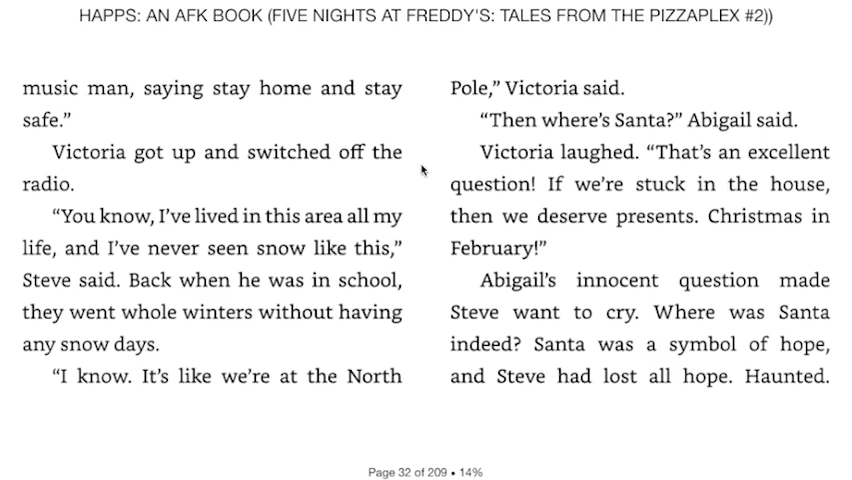 HAPPS: AN AFK BOOK (FIVE NIGHTS AT FREDDY'S: TALES FROM THE PIZZAPLEX #2))
music man, saying stay home and stay
safe.”
Victoria got up and switched off the
radio.
“You know, I’ve lived in this area all my
life, and I’ve never seen snow like this,”
Steve said. Back when he was in school,
they went whole winters without having
any snow days.
“I know. It’s like we’re at the North
Pole,” Victoria said.
“Then where’s Santa?” Abigail said.
Victoria laughed. “That’s an excellent
question! If we’re stuck in the house,
then we deserve presents. Christmas in
February!”
Abigail’s innocent question made
Steve want to cry. Where was Santa
indeed? Santa was a symbol of hope,
and Steve had lost all hope. Haunted.
Page 32 of 209 • 14%